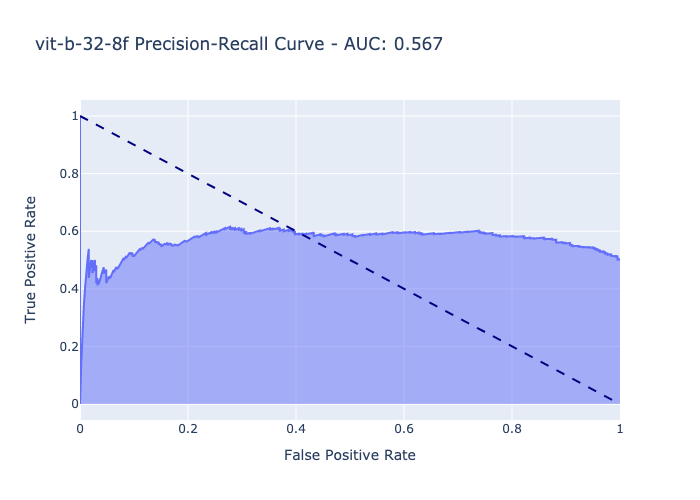 vit-b-32-8f Precision-Recall Curve - AUC: 0.567
1
0.8
0.6
0.4
0.2
0
True Positive Rate
0 0.2 0.4 0.6 0.8 1
False Positive Rate